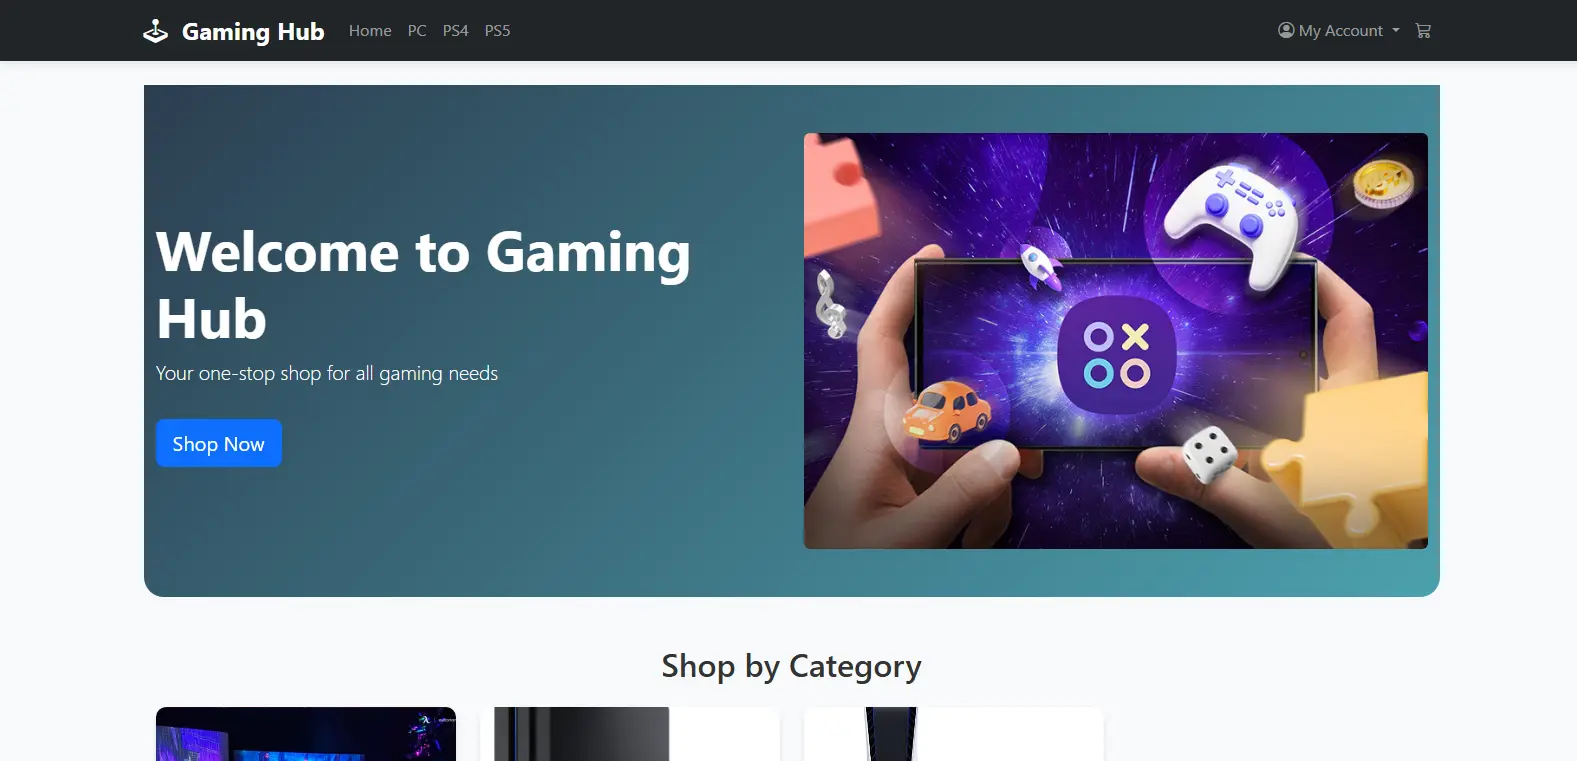 Gaming Hub
Home
PC
PS4
PS5
My Account
Welcome to Gaming
Hub
Your one-stop shop for all gaming needs
Shop Now
Shop by Category